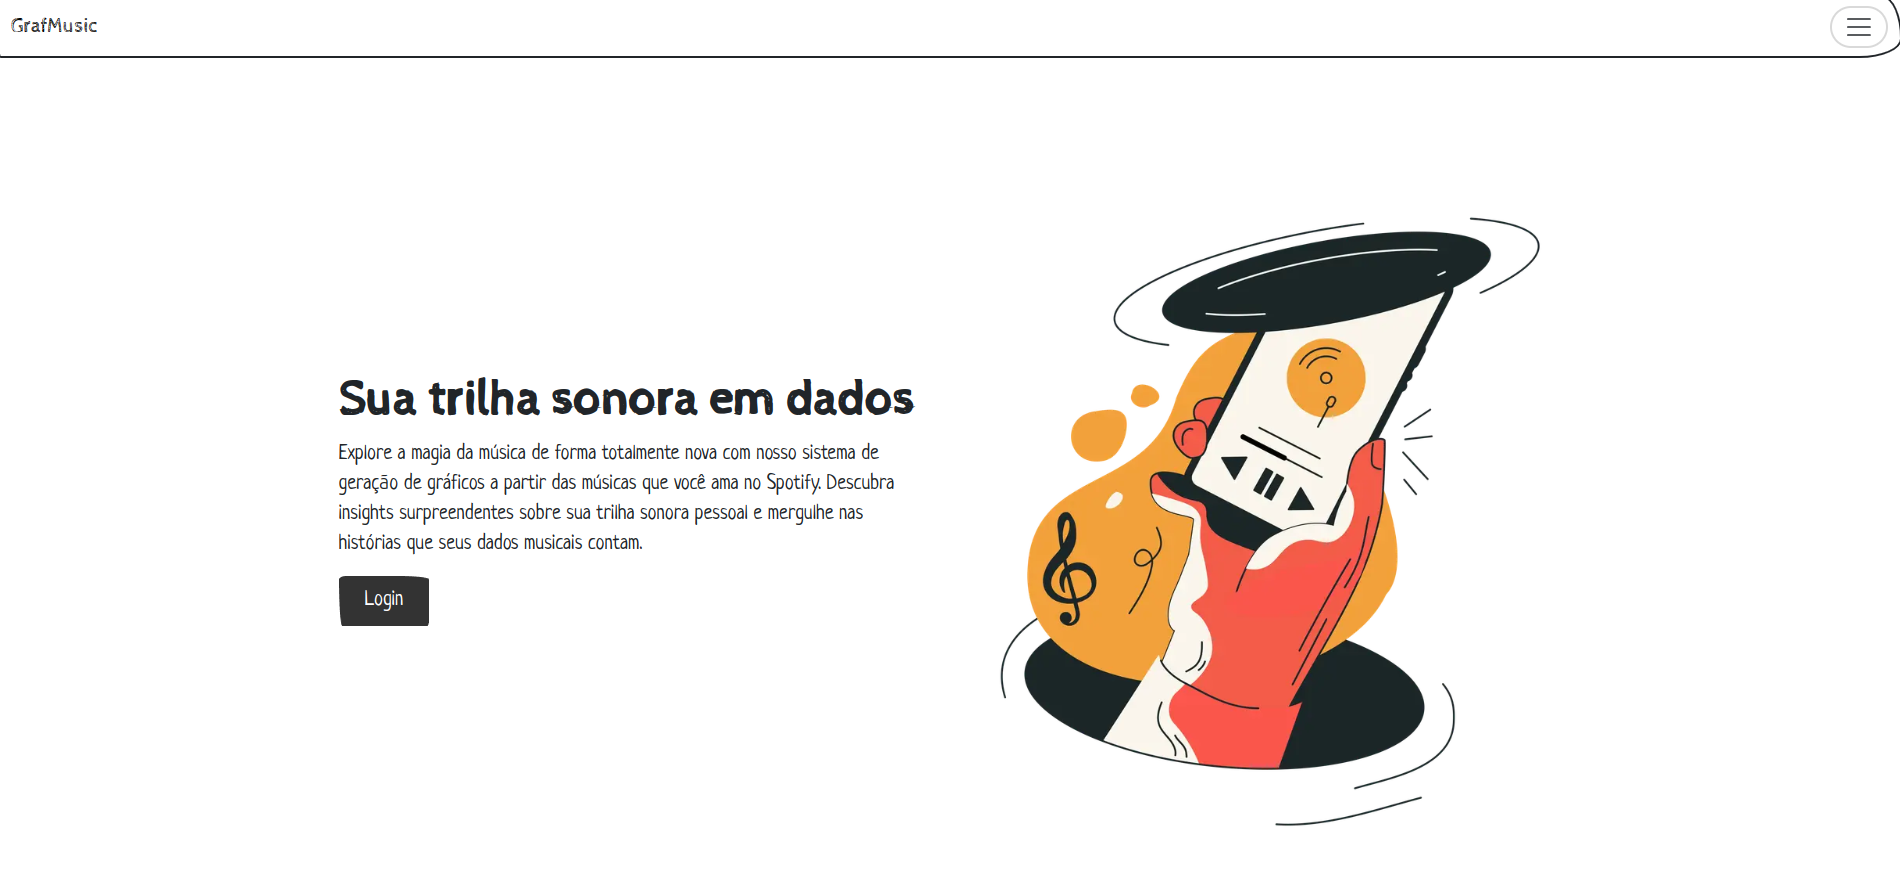 GrafMusic
Sua trilha sonora em dados
Explore a magia da música de forma totalmente nova com nosso sistema de
geração de gráficos a partir das músicas que você ama no Spotify. Descubra
insights surpreendentes sobre sua trilha sonora pessoal e mergulhe nas
histórias que seus dados musicais contam.
Login